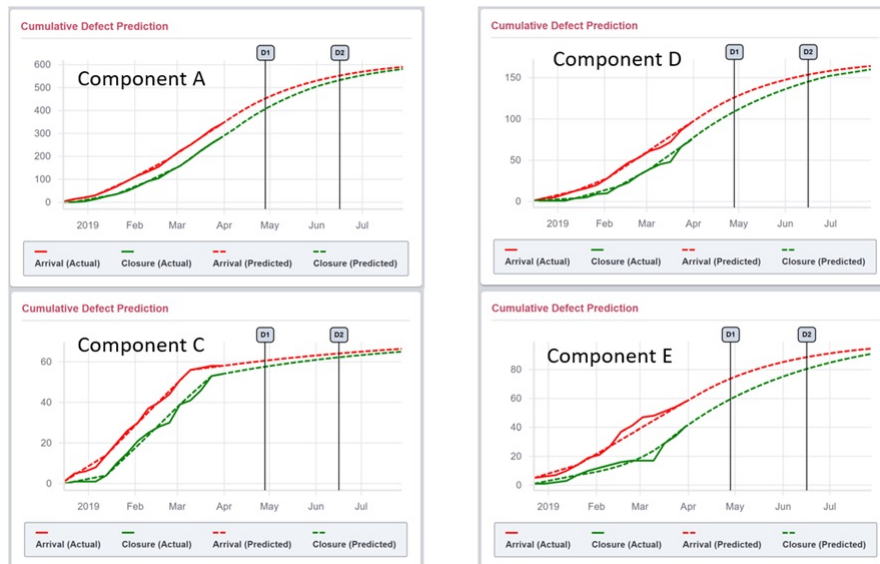 Cumulative Defect Prediction
Component A
D1 D2
600
500
400
300
200
100
0
2019 Feb Mar Apr May Jun Jul
Arrival (Actual) Closure (Actual) Arrival (Predicted) Closure (Predicted)
Cumulative Defect Prediction
Component D
D1 D2
150
100
50
0
2019 Feb Mar Apr May Jun Jul
Arrival (Actual) Closure (Actual) Arrival (Predicted) Closure (Predicted)
Cumulative Defect Prediction
Component C
D1 D2
60
40
20
0
2019 Feb Mar Apr May Jun Jul
Arrival (Actual) Closure (Actual) Arrival (Predicted) Closure (Predicted)
Cumulative Defect Prediction
Component E
D1 D2
80
60
40
20
0
2019 Feb Mar Apr May Jun Jul
Arrival (Actual) Closure (Actual) Arrival (Predicted) Closure (Predicted)